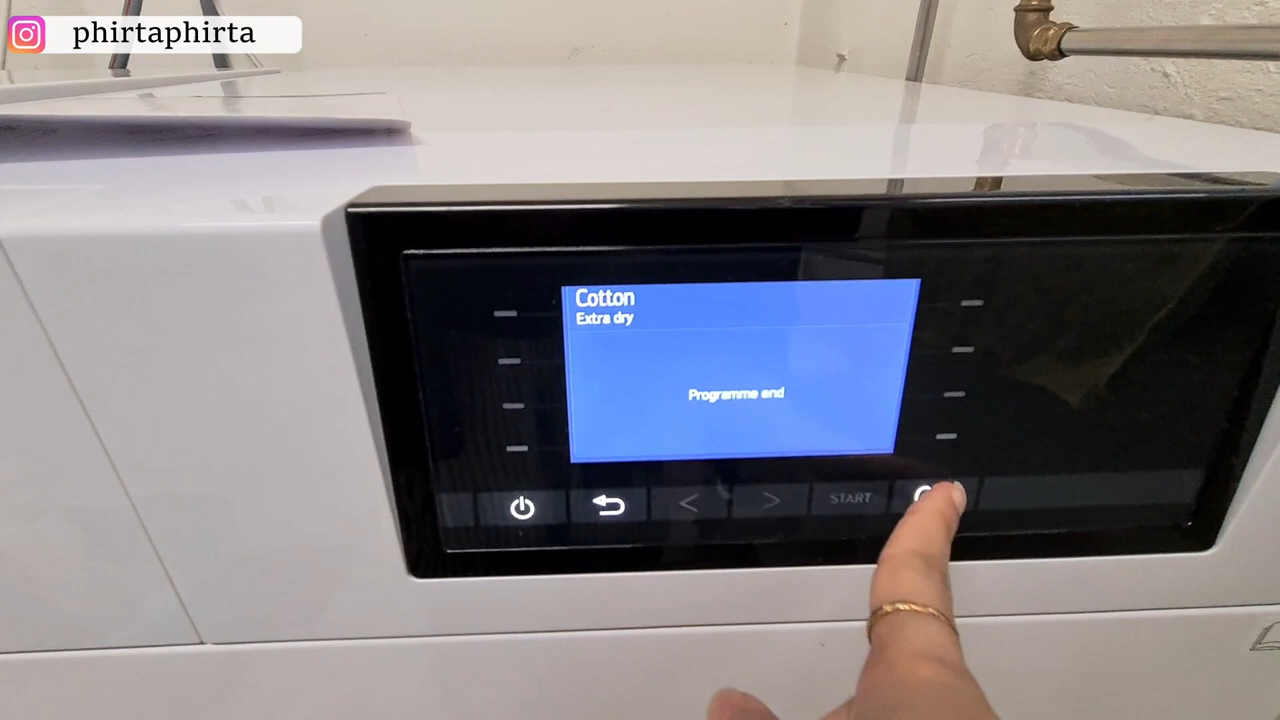 phirtaphirta
Cotton
Extra dry
Programme end
< > START